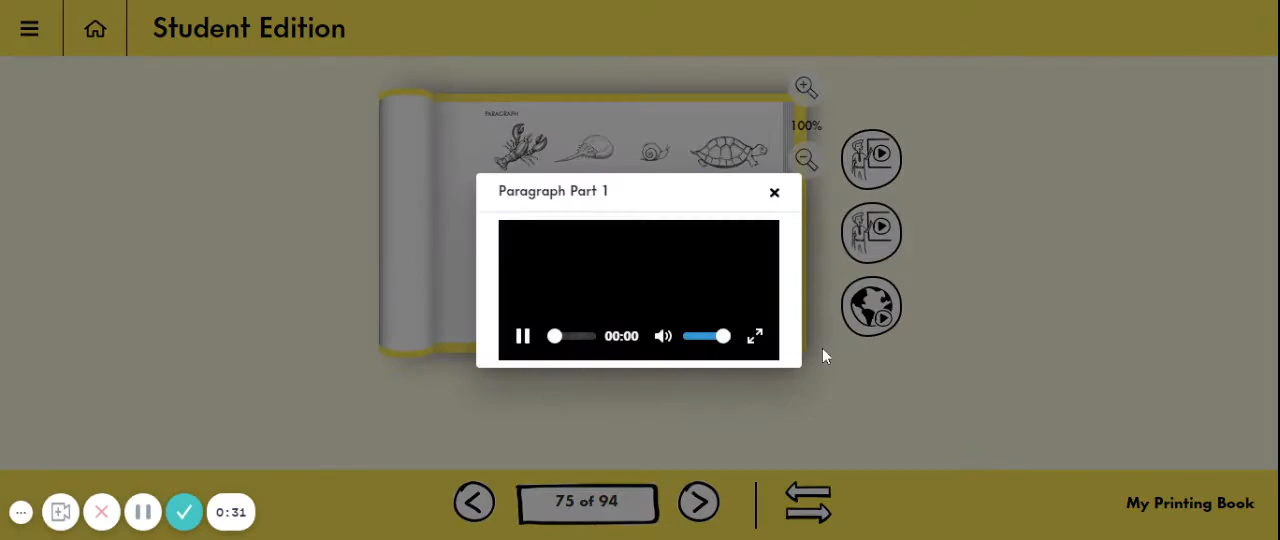 Student Edition
PARAGRAPH
100%
Paragraph Part 1
00:00
75 of 94
My Printing Book
0:31